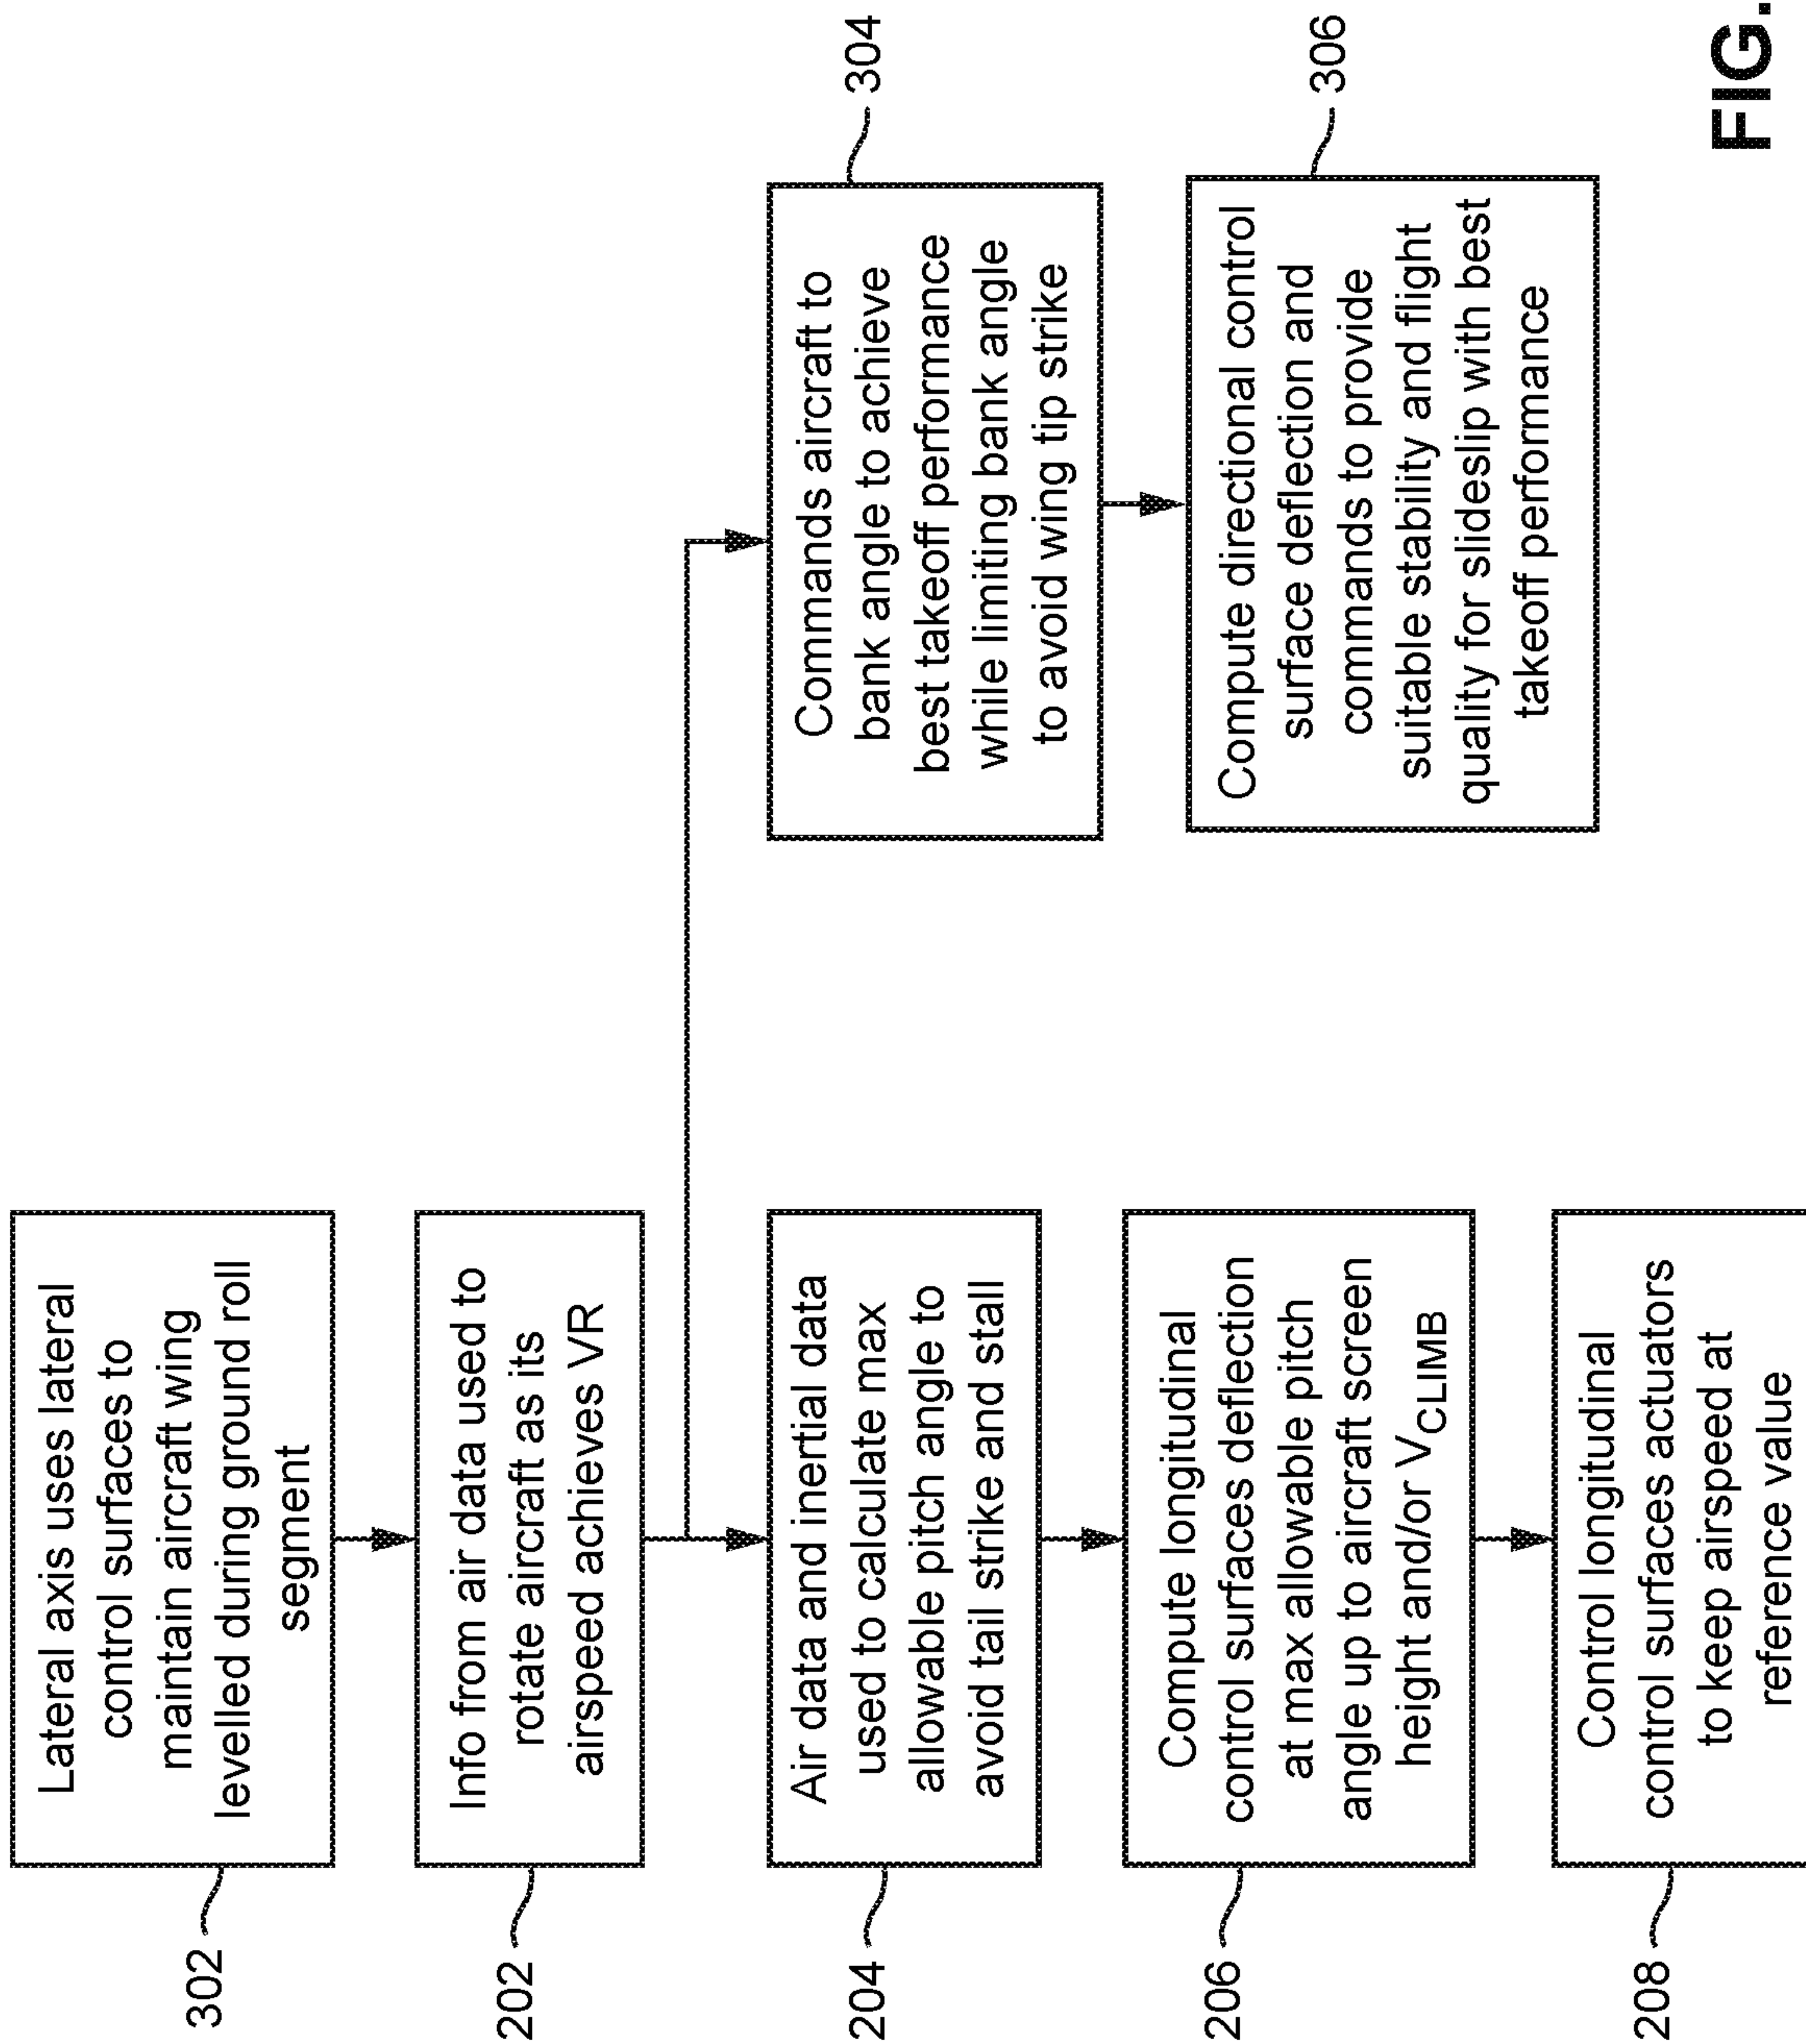 302
Lateral axis uses lateral
control surfaces to
maintain aircraft wing
levelled during ground roll
segment
202
Info from air data used to
rotate aircraft as its
airspeed achieves VR
204
Air data and inertial data
used to calculate max
allowable pitch angle to
avoid tail strike and stall
206
Compute longitudinal
control surfaces deflection
at max allowable pitch
angle up to aircraft screen
height and/or VCLIMB
208
Control longitudinal
control surfaces actuators
to keep airspeed at
reference value
304
Commands aircraft to
bank angle to achieve
best takeoff performance
while limiting bank angle
to avoid wing tip strike
306
Compute directional control
surface deflection and
commands to provide
suitable stability and flight
quality for slideslip with best
takeoff performance
FIG.